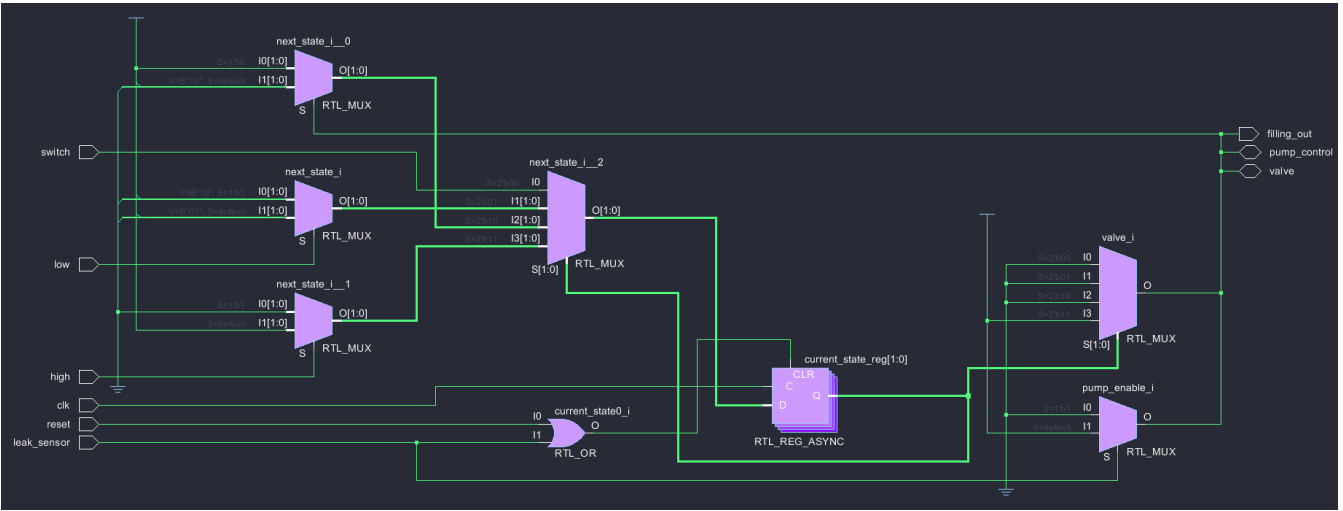 next_state_i__0
S=1'b0 I0[1:0]
V=B"10", S=default I1[1:0]
O[1:0]
S
RTL_MUX
filling_out
switch
pump_control
next_state_i__2
next_state_i
valve
S=2'b00 I0
V=B"10", S=1'b1 I0[1:0]
V=B"01", S=default I1[1:0]
O[1:0]
S=2'b01 I1[1:0]
S=2'b10 I2[1:0]
S=2'b11 I3[1:0]
O[1:0]
S
RTL_MUX
valve_i
S=2'b00 I0
S=2'b01 I1
S=2'b10 I2
S=2'b11 I3
O
low
S[1:0]
RTL_MUX
next_state_i__1
S=1'b1 I0[1:0]
S=default I1[1:0]
O[1:0]
S
RTL_MUX
S[1:0]
RTL_MUX
current_state_reg[1:0]
high
CLR
C
D
Q
RTL_REG_ASYNC
pump_enable_i
S=1'b1 I0
S=default I1
O
S
RTL_MUX
clk
reset
leak_sensor
current_state0_i
I0
I1
O
RTL_OR